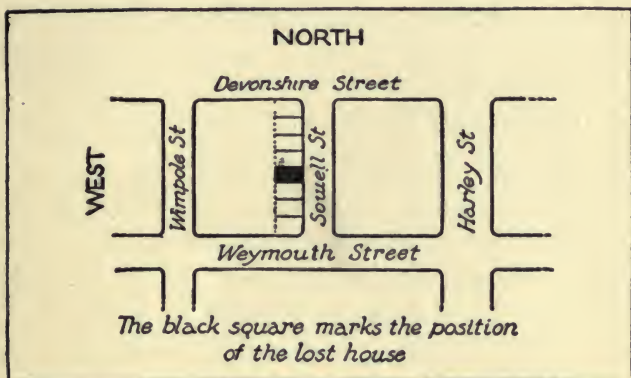 NORTH
Devonshire Street
WEST
Wimpole St
Sowell St
Harley St
Weymouth Street
The black square marks the position
of the lost house